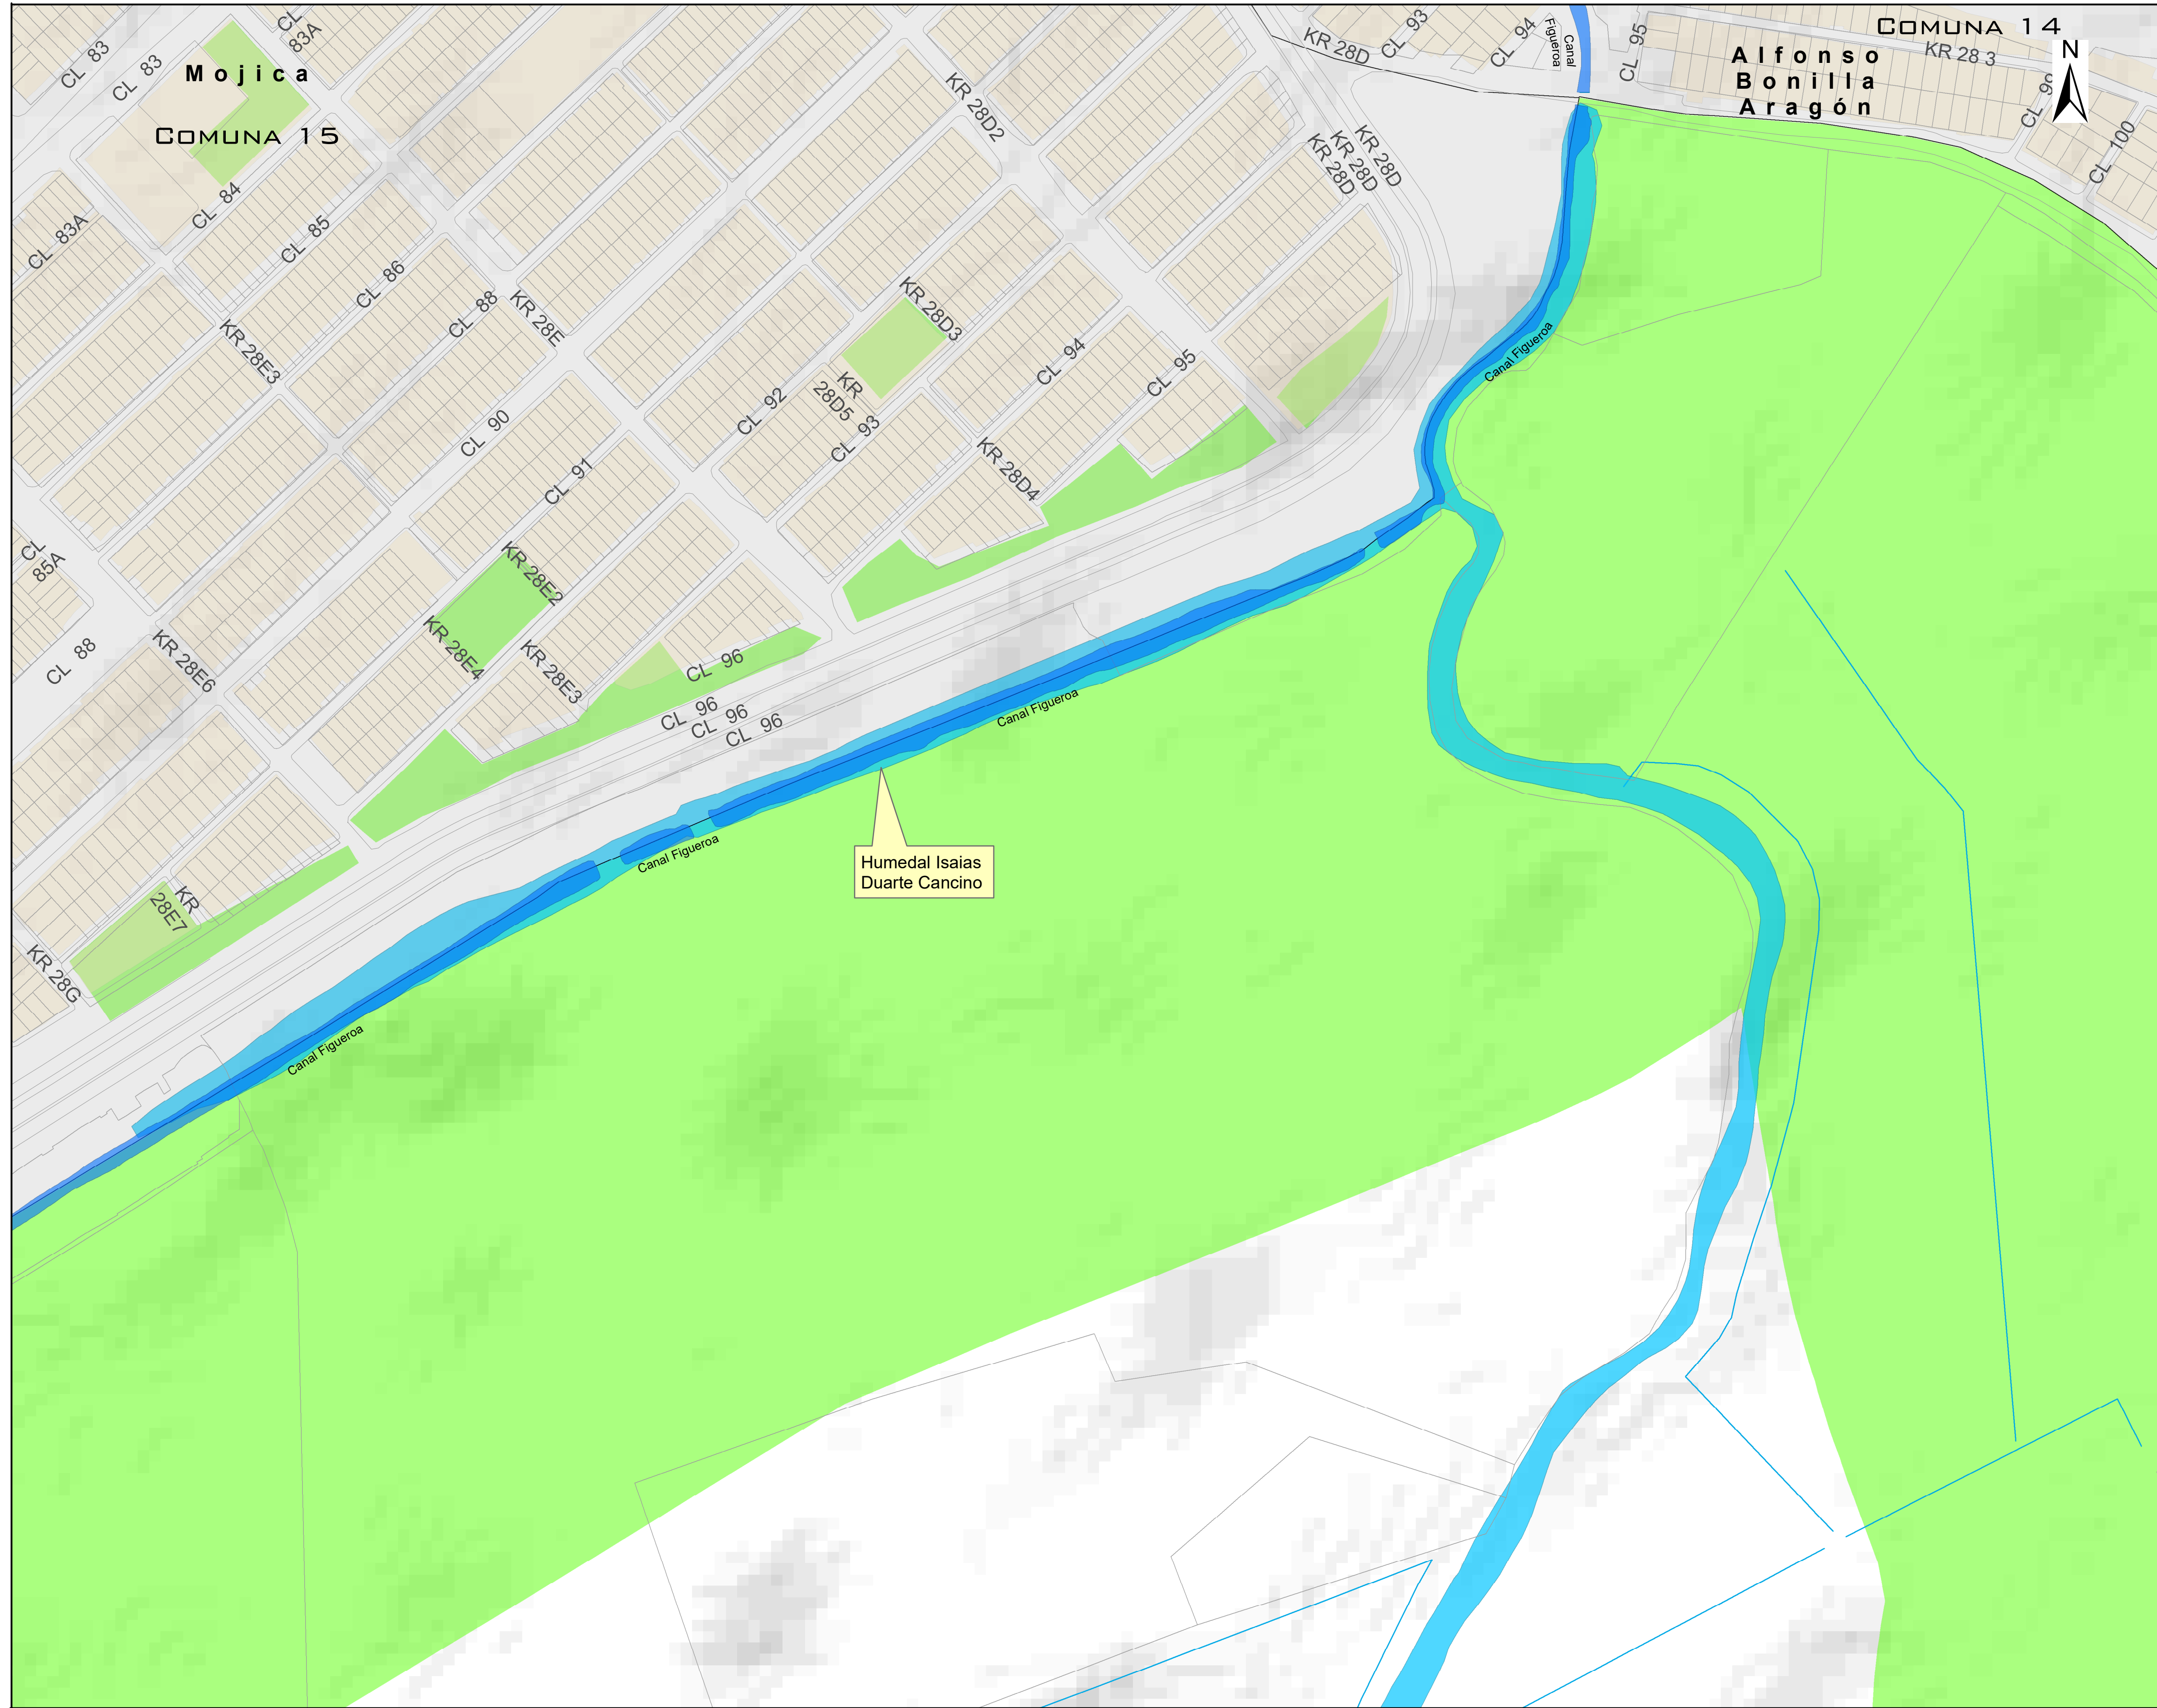 COMUNA 14
CL 83
CL 83
CL
83A
Mojica
COMUNA 15
KR 28D
CL 93
CL 94
Canal
Figueroa
CL 95
Alfonso
Bonilla
Aragón
KR 28 3
N
CL 100
KR 28D2
KR 28D
KR 28D
KR 28D
CL 84
CL 83A
CL 85
CL 86
CL 88
KR 28E
KR 28E3
KR 28D3
CL 94
CL 95
KR
28D5
CL 92
CL 93
CL 90
CL 91
KR 28D4
Canal Figueroa
CL
85A
KR 28E2
KR 28E4
KR 28E3
CL 88
KR 28E6
CL 96
CL 96
CL 96
CL 96
Canal Figueroa
Canal Figueroa
Humedal Isaias
Duarte Cancino
KR
28E7
KR 28G
Canal Figueroa